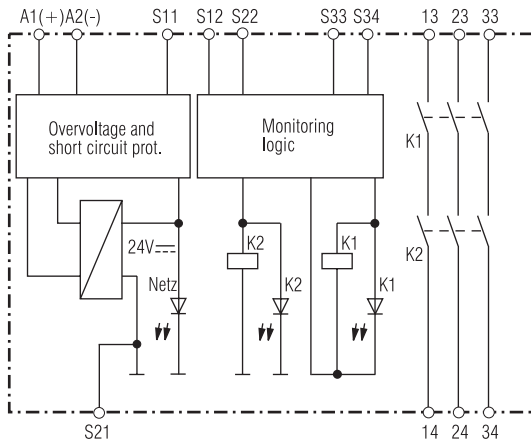 A1(+) A2(-) S11 S12 S22 S33 S34 13 23 33
Overvoltage and
short circuit prot.
Monitoring
logic
K1
24V
K2
K1
K2
Netz
K2
K1
S21
14 24 34